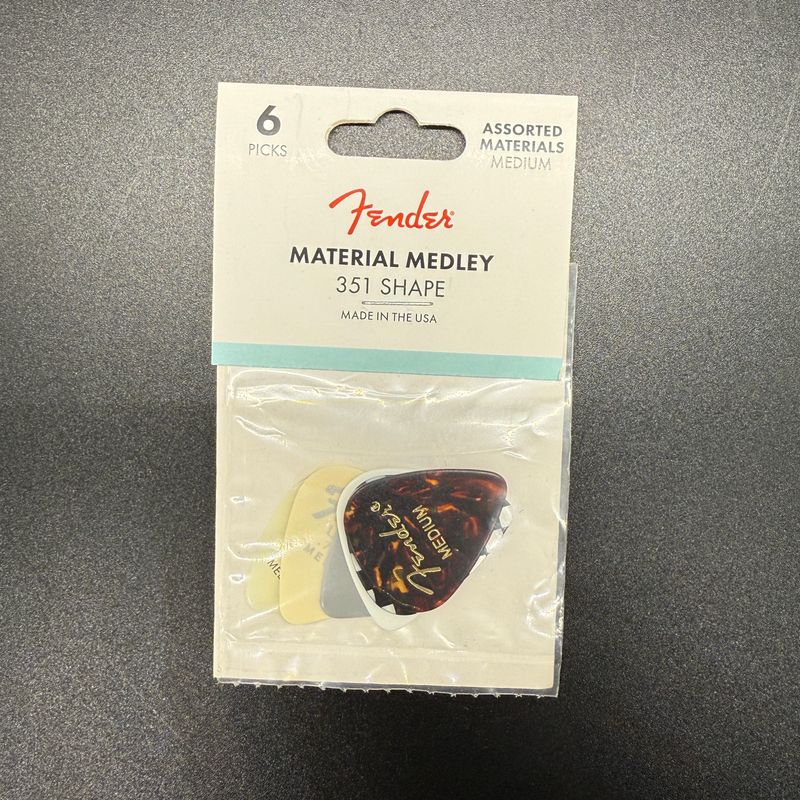 6
PICKS
ASSORTED
MATERIALS
MEDIUM
Fender
MATERIAL MEDLEY
351 SHAPE
MADE IN THE USA
Fender
MEDIUM